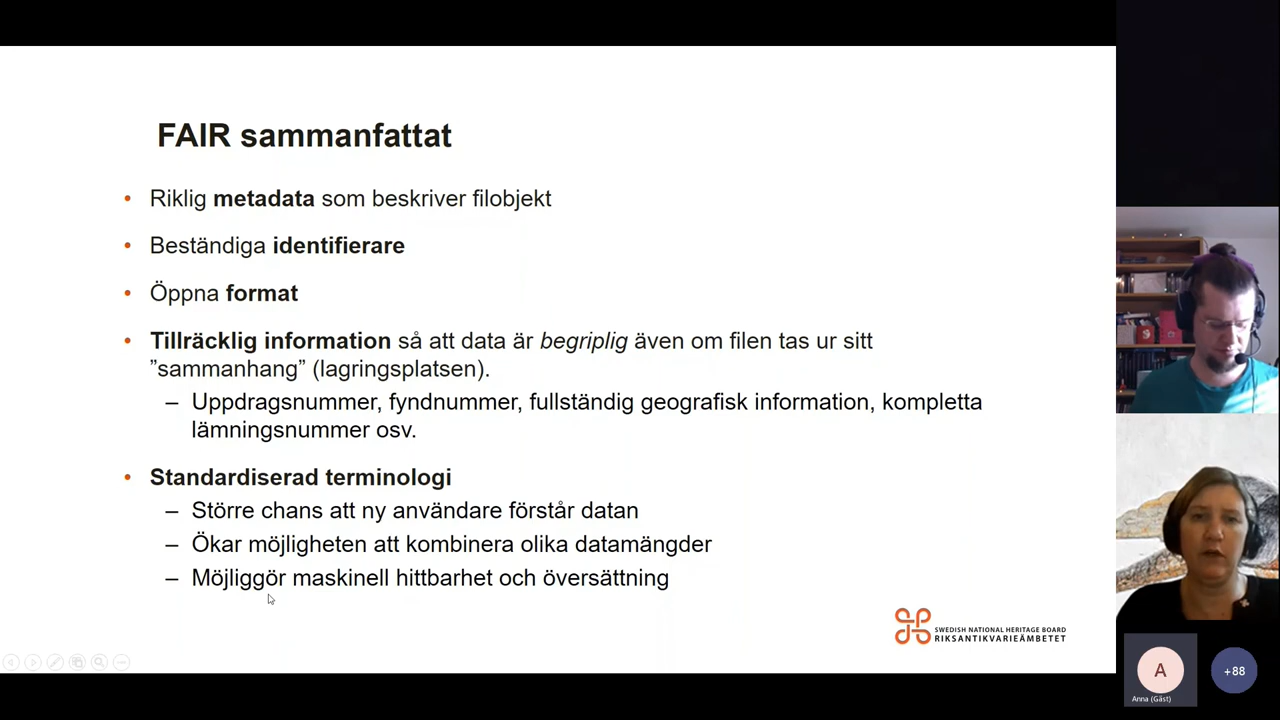 FAIR sammanfattat
• Riklig metadata som beskriver filobjekt
• Beständiga identifierare
• Öppna format
• Tillräcklig information så att data är begriplig även om filen tas ur sitt
”sammanhang” (lagringsplatsen).
– Uppdragsnummer, fyndnummer, fullständig geografisk information, kompletta
lämningsnummer osv.
• Standardiserad terminologi
– Större chans att ny användare förstår datan
– Ökar möjligheten att kombinera olika datamängder
– Möjliggör maskinell hittbarhet och översättning
SWEDISH NATIONAL HERITAGE BOARD
RIKSANTIKVARIEÄMBETET
A
Anna (Gäst)
+88